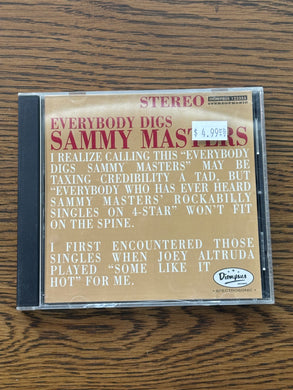 STEREO
$ 4.99
EVERYBODY DIGS
SAMMY MASTERS
I REALIZE CALLING THIS "EVERYBODY
DIGS SAMMY MASTERS" MAY BE
TAXING CREDIBILITY A TAD, BUT
"EVERYBODY WHO HAS EVER HEARD
SAMMY MASTERS' ROCKABILLY
SINGLES ON 4-STAR" WON'T FIT
ON THE SPINE.
I FIRST ENCOUNTERED THOSE
SINGLES WHEN JOEY ALTRUDA
PLAYED "SOME LIKE IT
HOT" FOR ME.
Dionysus